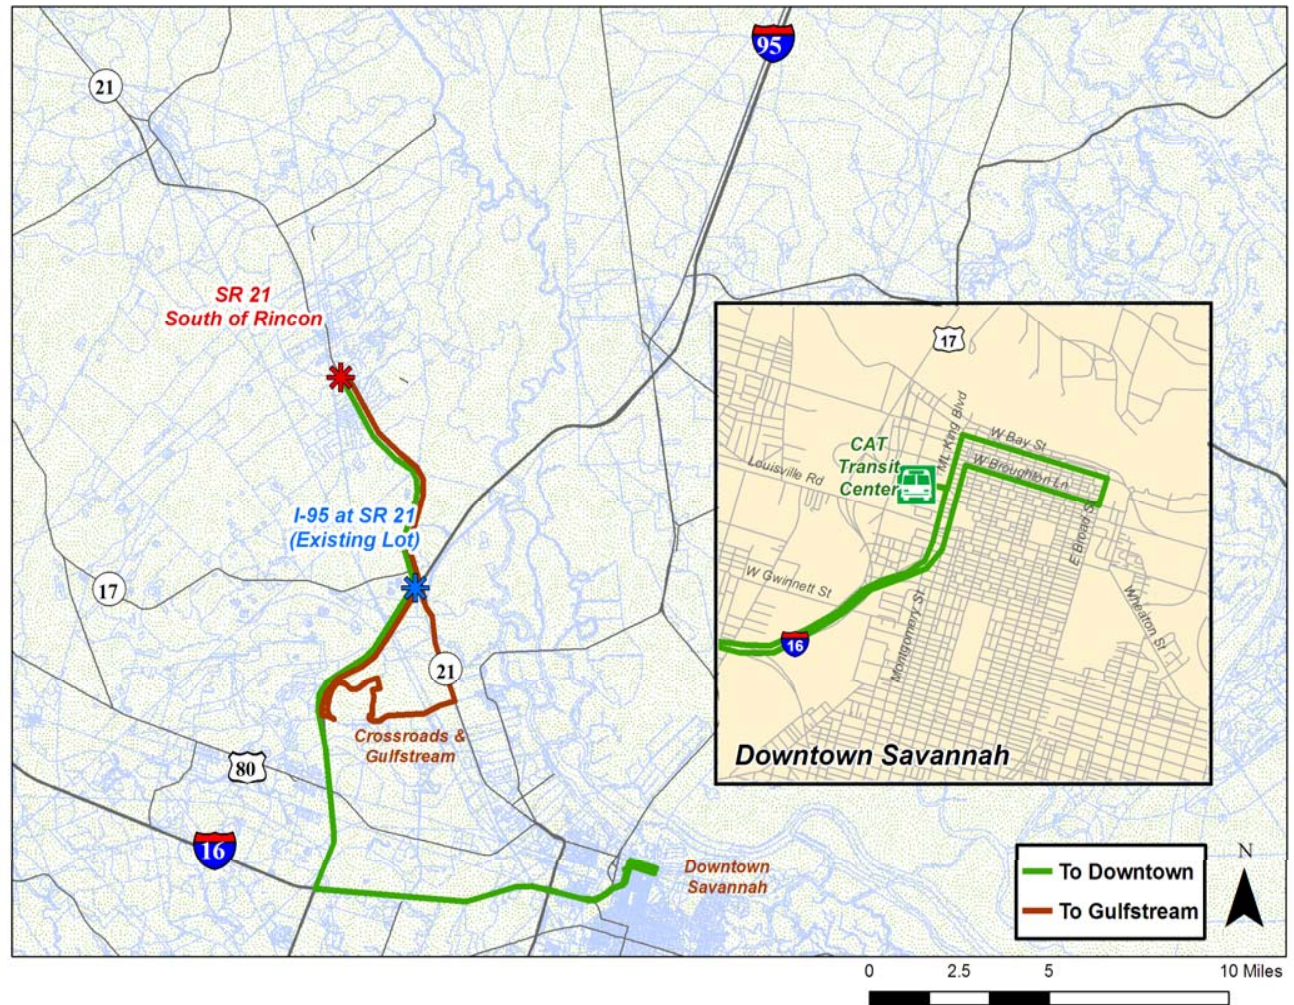 95
21
SR 21
South of Rincon
17
ML King Blvd
W Bay St
CAT
Transit
Center
W Broughton Ln
Louisville Rd
E Broad St
I-95 at SR 21
(Existing Lot)
17
W Gwinnett St
Wheaton St
Montgomery St
16
21
Crossroads &
Gulfstream
Downtown Savannah
80
16
Downtown
Savannah
To Downtown
To Gulfstream
N
0 2.5 5 10 Miles